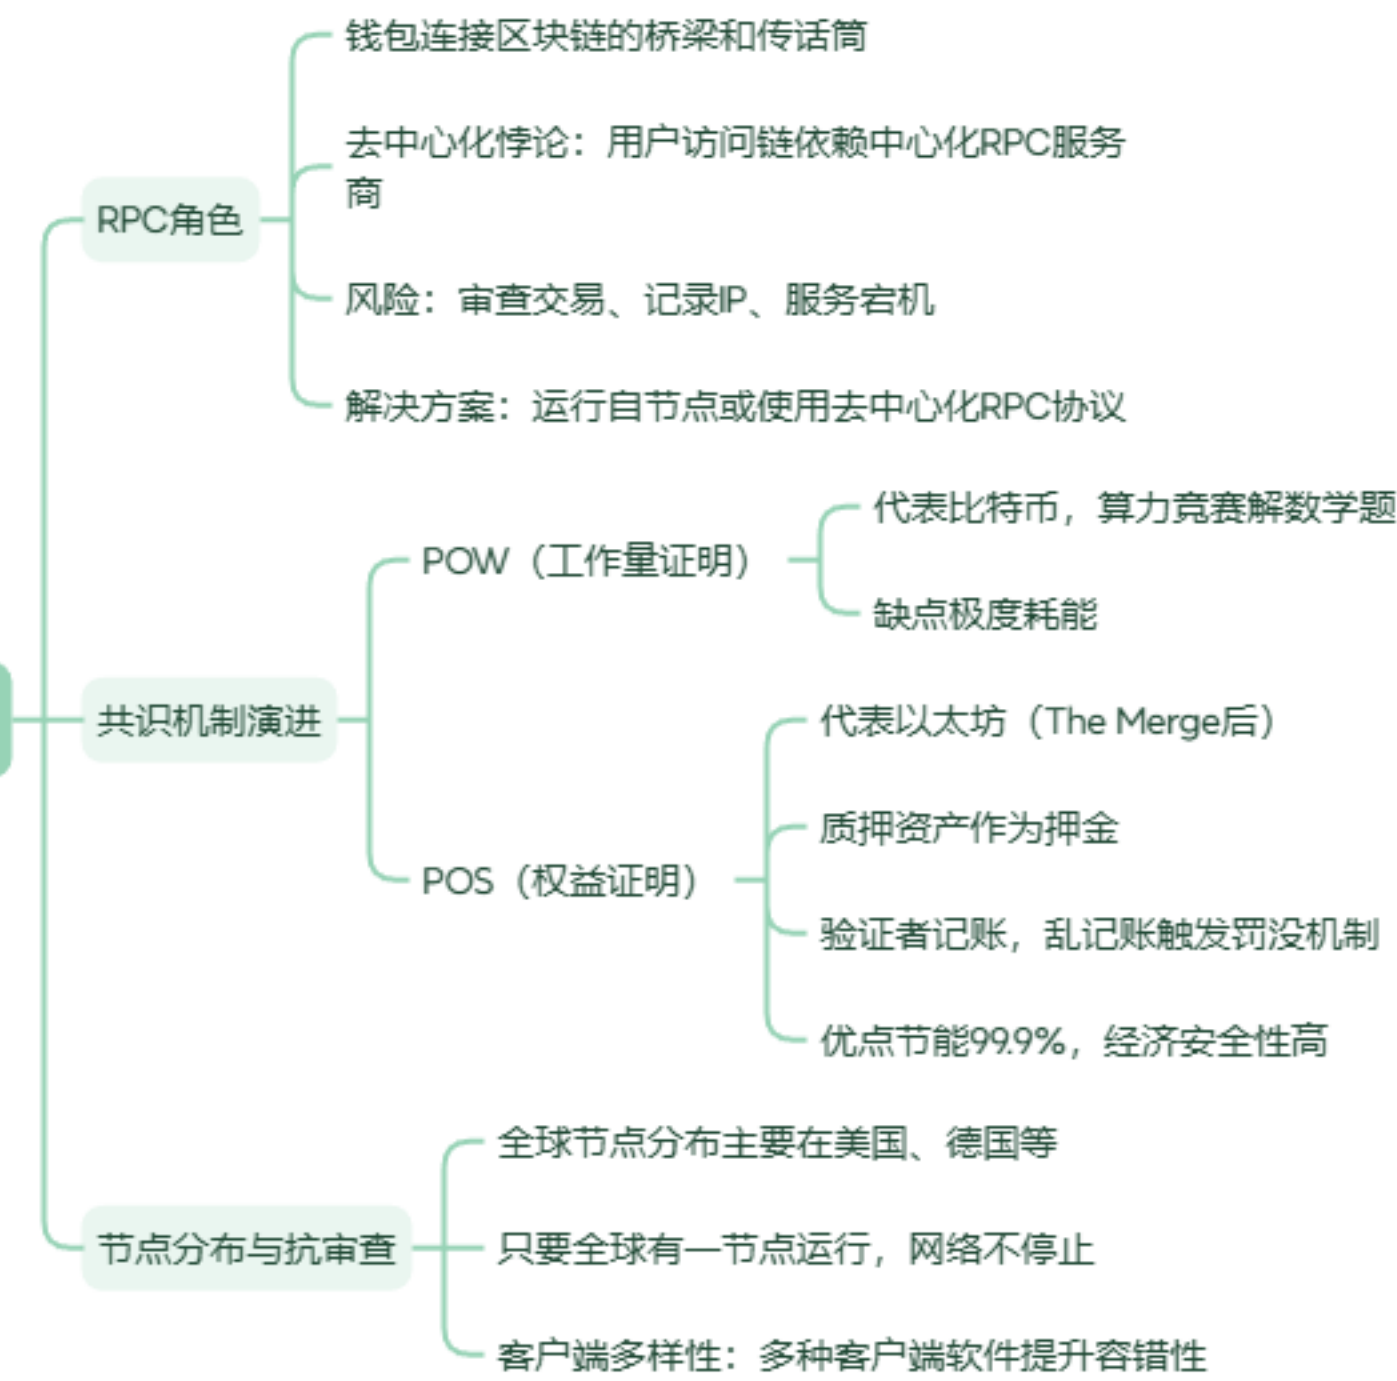 钱包连接区块链的桥梁和传话筒
去中心化悖论：用户访问链依赖中心化RPC服务
商
RPC角色
风险：审查交易、记录IP、服务宕机
解决方案：运行自节点或使用去中心化RPC协议
代表比特币，算力竞赛解数学题
POW（工作量证明）
缺点极度耗能
共识机制演进
代表以太坊（The Merge后）
质押资产作为押金
POS（权益证明）
验证者记账，乱记账触发罚没机制
优点节能99.9%，经济安全性高
全球节点分布主要在美国、德国等
节点分布与抗审查
只要全球有一节点运行，网络不停止
客户端多样性：多种客户端软件提升容错性